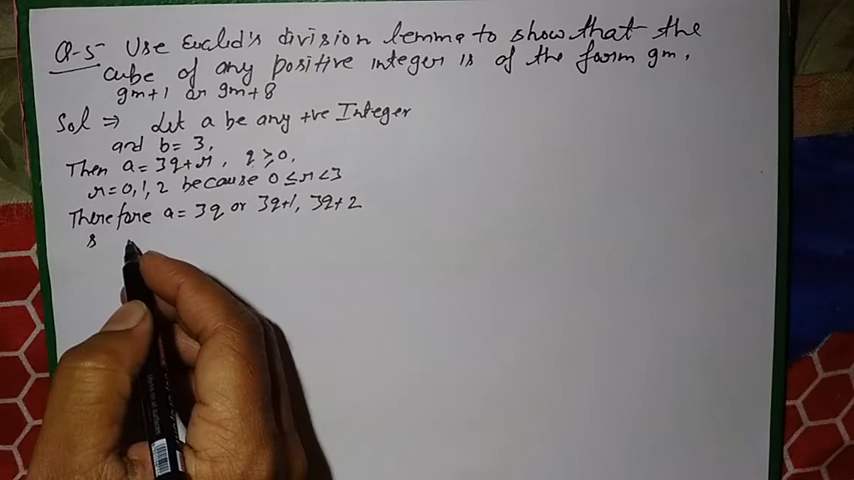 Q-5 Use Euclid's division lemma to show that the
cube of any positive integer is of the form 9m,
9m+1 or 9m+8
Sol ⇒ Let a be any +ve Integer
and b = 3,
Then a = 3q+r, q ≥ 0,
r = 0, 1, 2 because 0 ≤ r < 3
Therefore a = 3q or 3q+1, 3q+2
s